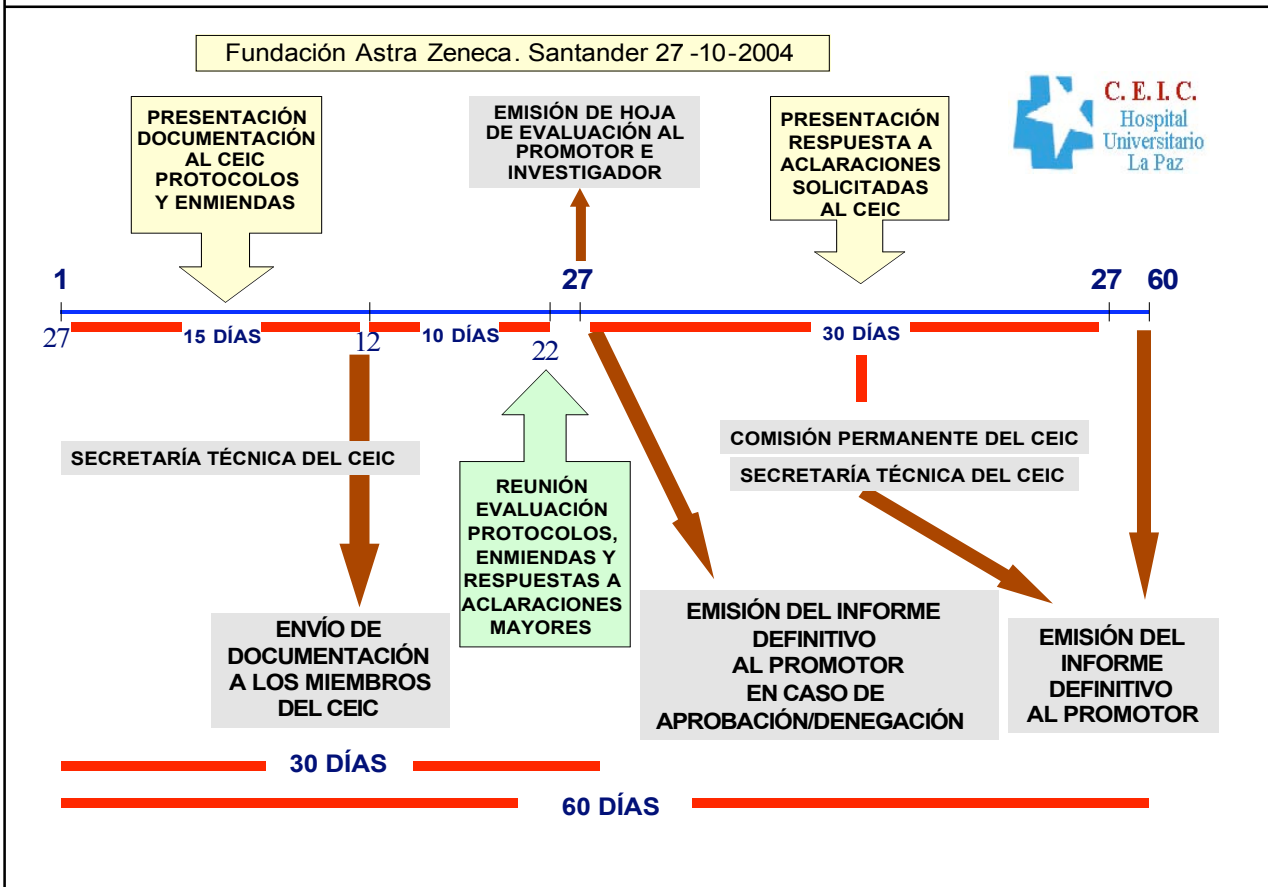 Fundación Astra Zeneca. Santander 27 -10-2004
PRESENTACIÓN
DOCUMENTACIÓN
AL CEIC
PROTOCOLOS
Y ENMIENDAS
EMISIÓN DE HOJA
DE EVALUACIÓN AL
PROMOTOR E
INVESTIGADOR
PRESENTACIÓN
RESPUESTA A
ACLARACIONES
SOLICITADAS
AL CEIC
C. E. I. C.
Hospital
Universitario
La Paz
1
27
27
60
27
15 DÍAS
12
10 DÍAS
22
30 DÍAS
SECRETARÍA TÉCNICA DEL CEIC
COMISIÓN PERMANENTE DEL CEIC
SECRETARÍA TÉCNICA DEL CEIC
REUNIÓN
EVALUACIÓN
PROTOCOLOS,
ENMIENDAS Y
RESPUESTAS A
ACLARACIONES
MAYORES
ENVÍO DE
DOCUMENTACIÓN
A LOS MIEMBROS
DEL CEIC
EMISIÓN DEL INFORME
DEFINITIVO
AL PROMOTOR
EN CASO DE
APROBACIÓN/DENEGACIÓN
EMISIÓN DEL
INFORME
DEFINITIVO
AL PROMOTOR
30 DÍAS
60 DÍAS